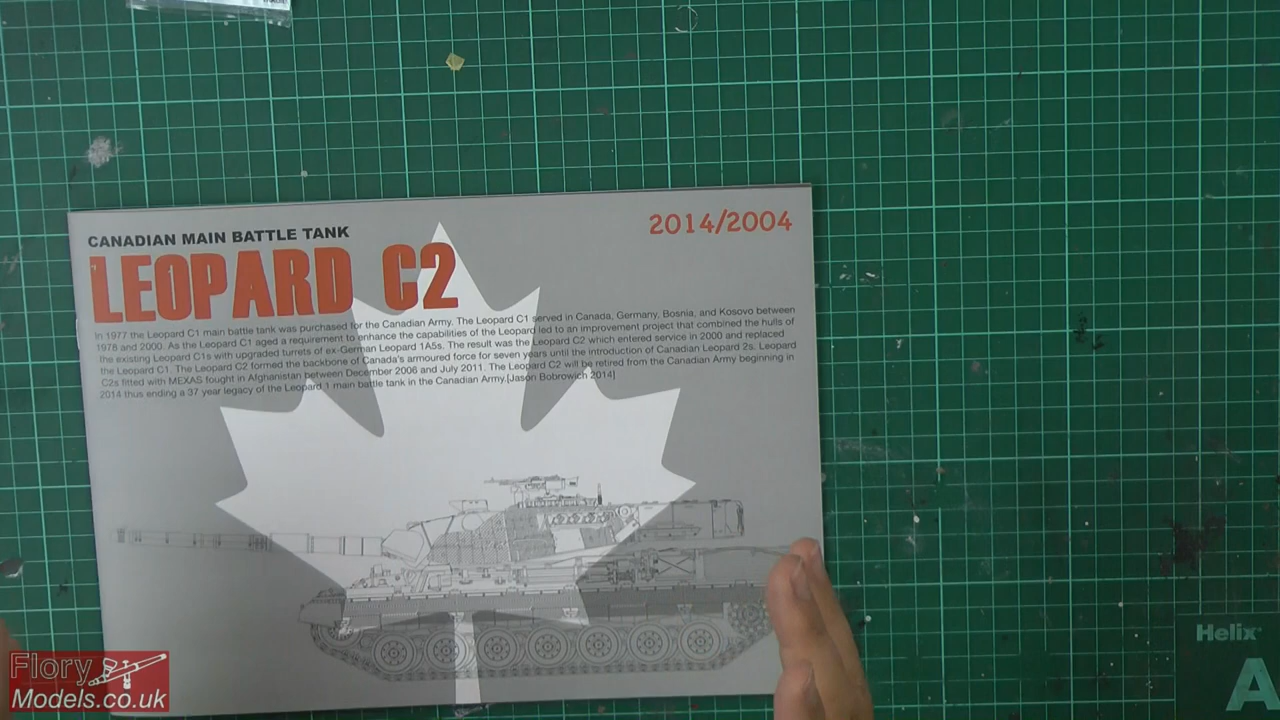 CANADIAN MAIN BATTLE TANK
2014/2004
LEOPARD C2
In 1977 the Leopard C1 main battle tank was purchased for the Canadian Army. The Leopard C1 served in Canada, Germany, Bosnia, and Kosovo between
1978 and 2000. As the Leopard C1 aged a requirement to enhance the capabilities of the Leopard led to an improvement project that combined the hulls of
the existing Leopard C1s with upgraded turrets of ex-German Leopard 1A5s. The result was the Leopard C2 which entered service in 2000 and replaced
the Leopard C1. The Leopard C2 formed the backbone of Canada's armoured force for seven years until the introduction of Canadian Leopard 2s. Leopard
C2s fitted with MEXAS fought in Afghanistan between December 2006 and July 2011. The Leopard C2 will be retired from the Canadian Army beginning in
2014 thus ending a 37 year legacy of the Leopard 1 main battle tank in the Canadian Army.[Jason Bobrowich 2014]
Helix
A
Flory
Models.co.uk